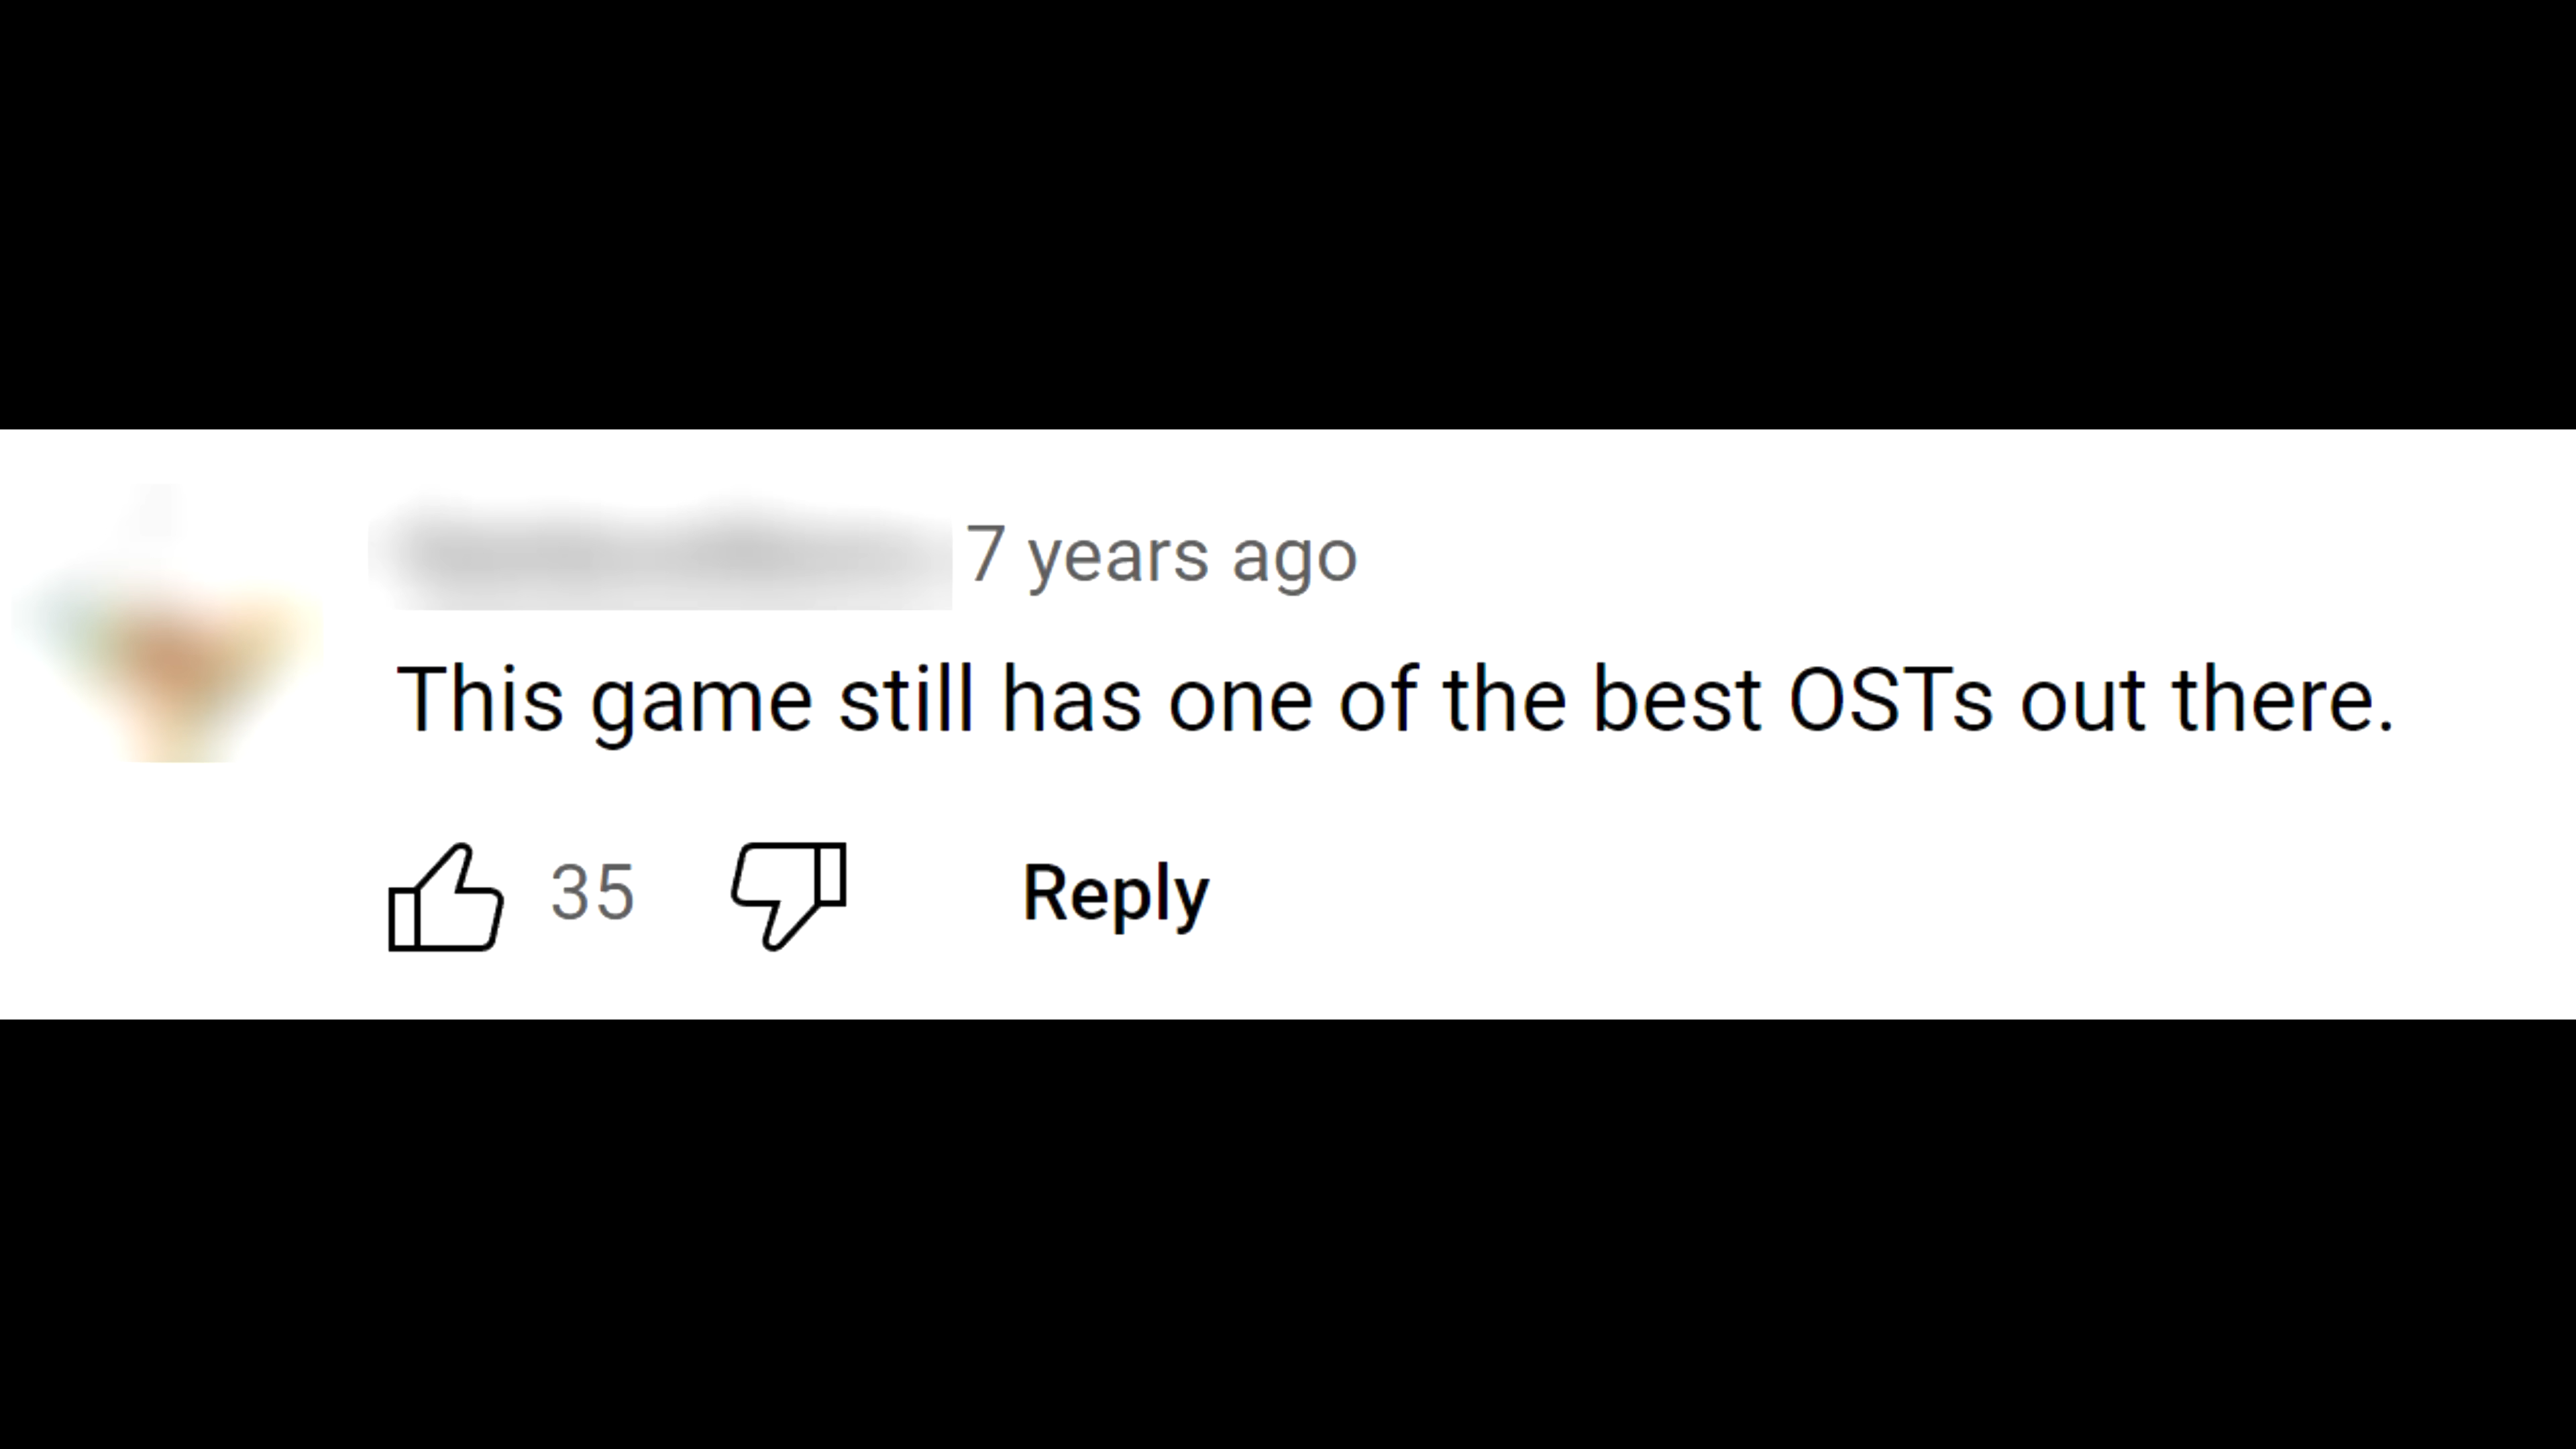 7 years ago
This game still has one of the best OSTs out there.
35 Reply